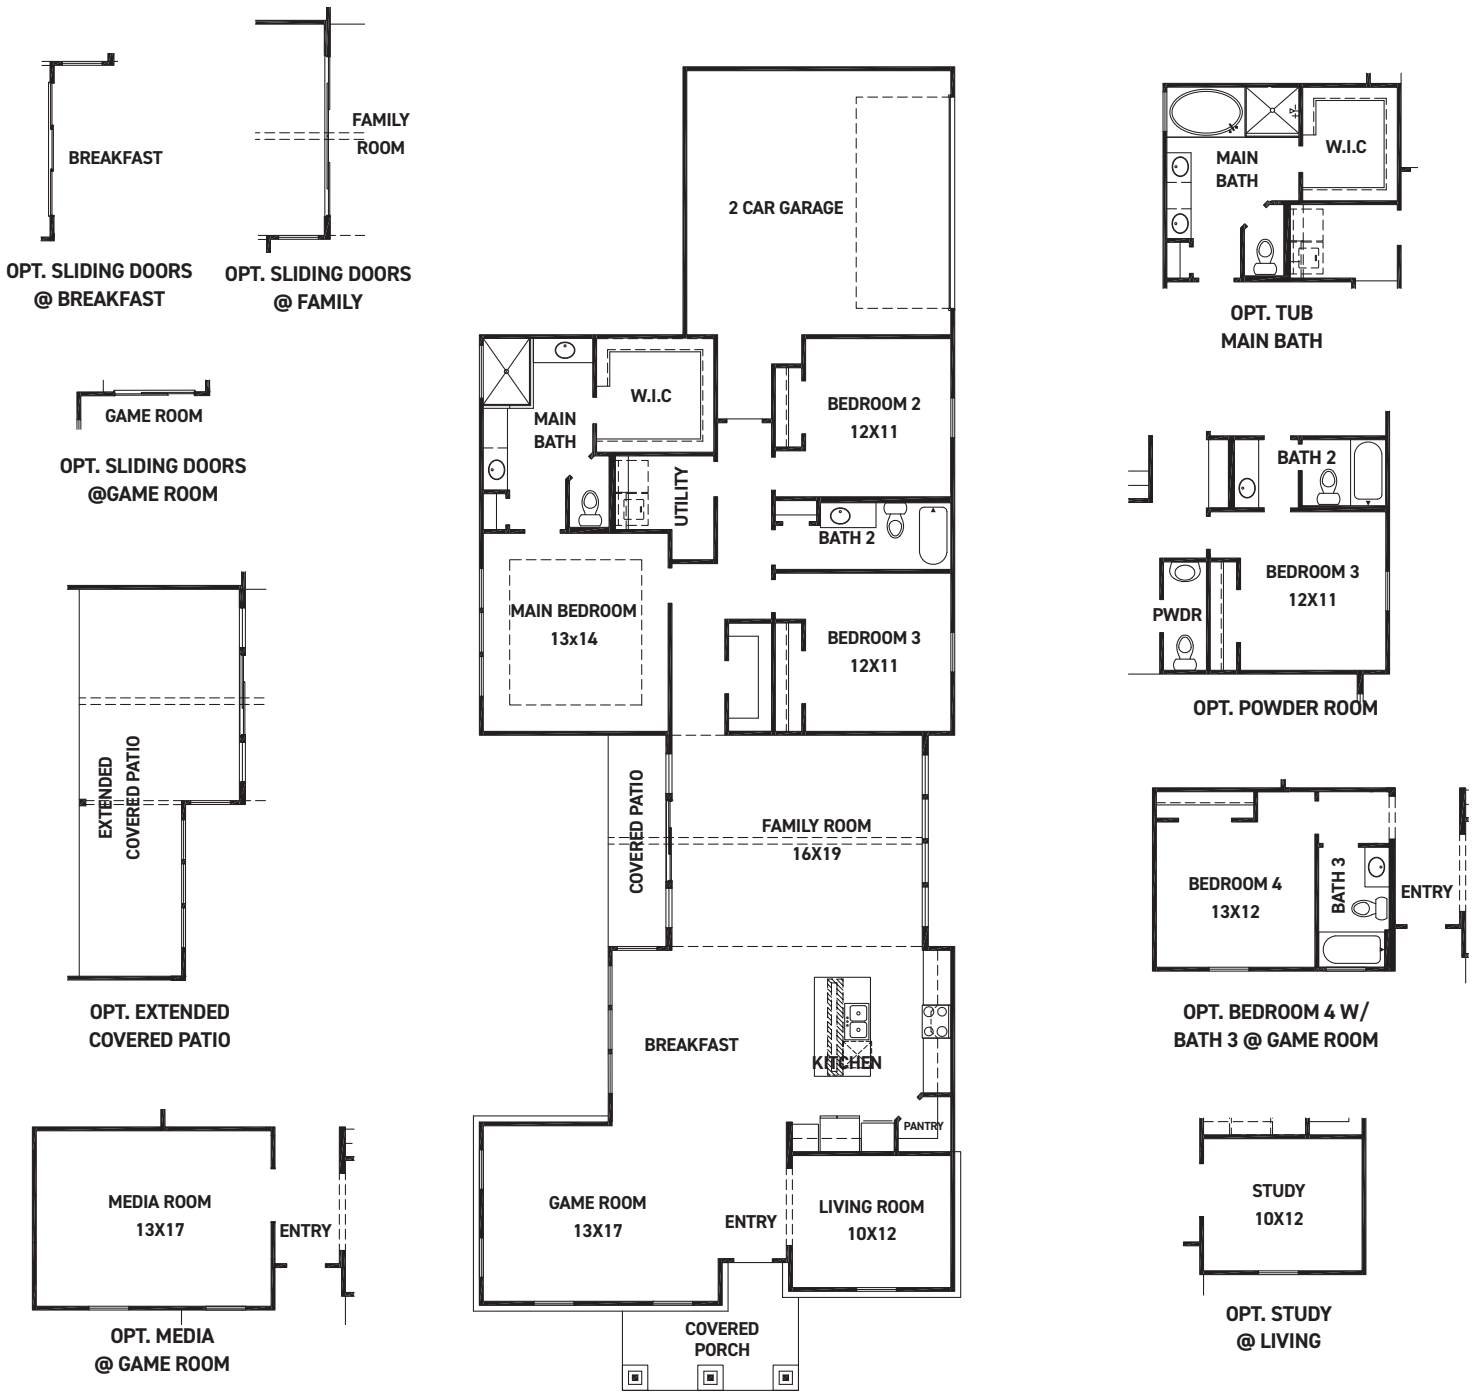 BREAKFAST
OPT. SLIDING DOORS
@ BREAKFAST
FAMILY
ROOM
OPT. SLIDING DOORS
@ FAMILY
GAME ROOM
OPT. SLIDING DOORS
@GAME ROOM
EXTENDED
COVERED PATIO
OPT. EXTENDED
COVERED PATIO
MEDIA ROOM
13X17
ENTRY
OPT. MEDIA
@ GAME ROOM
2 CAR GARAGE
W.I.C
MAIN
BATH
UTILITY
BEDROOM 2
12X11
BATH 2
MAIN BEDROOM
13x14
BEDROOM 3
12X11
COVERED PATIO
FAMILY ROOM
16X19
BREAKFAST
KITCHEN
PANTRY
GAME ROOM
13X17
ENTRY
LIVING ROOM
10X12
COVERED
PORCH
MAIN
BATH
W.I.C
OPT. TUB
MAIN BATH
BATH 2
BEDROOM 3
12X11
PWDR
OPT. POWDER ROOM
BEDROOM 4
13X12
BATH 3
ENTRY
OPT. BEDROOM 4 W/
BATH 3 @ GAME ROOM
STUDY
10X12
OPT. STUDY
@ LIVING